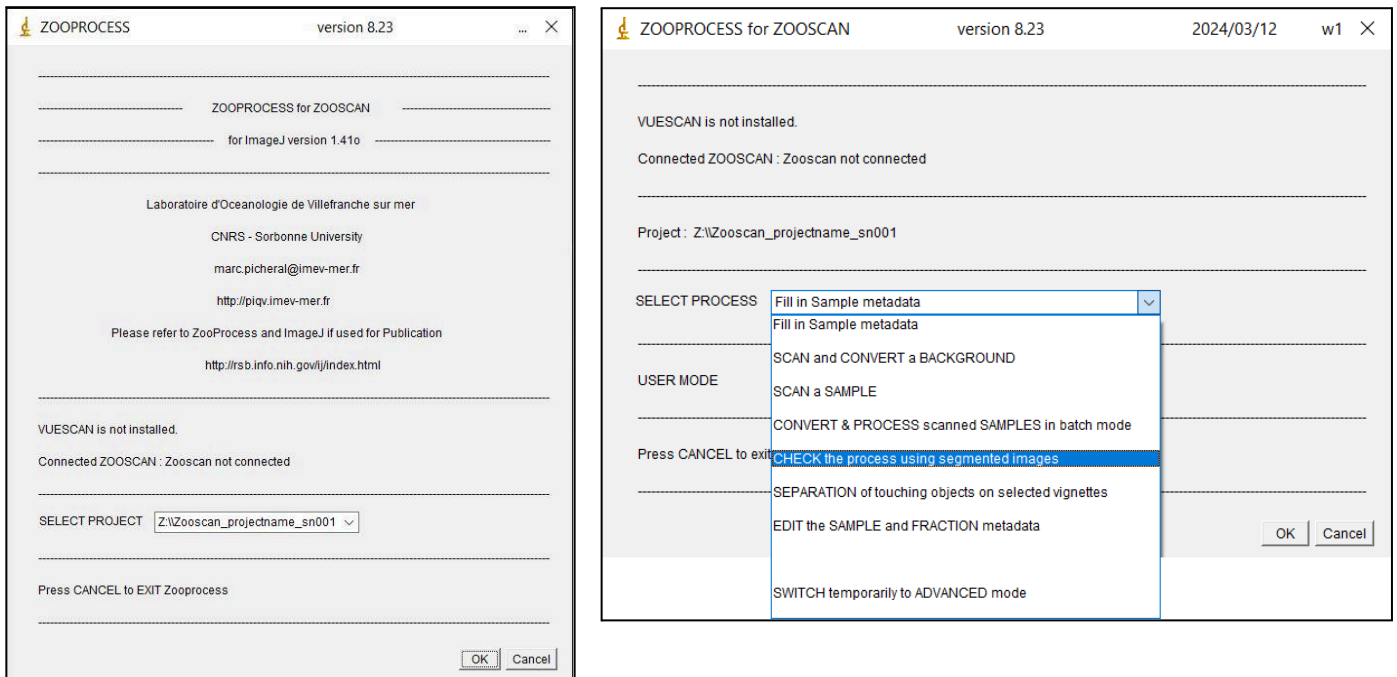 ZOOPROCESS version 8.23 ...
ZOOPROCESS for ZOOSCAN
for ImageJ version 1.41o
Laboratoire d'Oceanologie de Villefranche sur mer
CNRS - Sorbonne University
marc.picheral@imev-mer.fr
http://piqv.imev-mer.fr
Please refer to ZooProcess and ImageJ if used for Publication
http://rsb.info.nih.gov/ij/index.html
VUESCAN is not installed.
Connected ZOOSCAN : Zooscan not connected
SELECT PROJECT Z:\\Zooscan_projectname_sn001
Press CANCEL to EXIT Zooprocess
OK Cancel
ZOOPROCESS for ZOOSCAN version 8.23 2024/03/12 w1
VUESCAN is not installed.
Connected ZOOSCAN : Zooscan not connected
Project : Z:\\Zooscan_projectname_sn001
SELECT PROCESS Fill in Sample metadata
Fill in Sample metadata
SCAN and CONVERT a BACKGROUND
USER MODE
SCAN a SAMPLE
CONVERT & PROCESS scanned SAMPLES in batch mode
Press CANCEL to exit
CHECK the process using segmented images
SEPARATION of touching objects on selected vignettes
EDIT the SAMPLE and FRACTION metadata
OK Cancel
SWITCH temporarily to ADVANCED mode